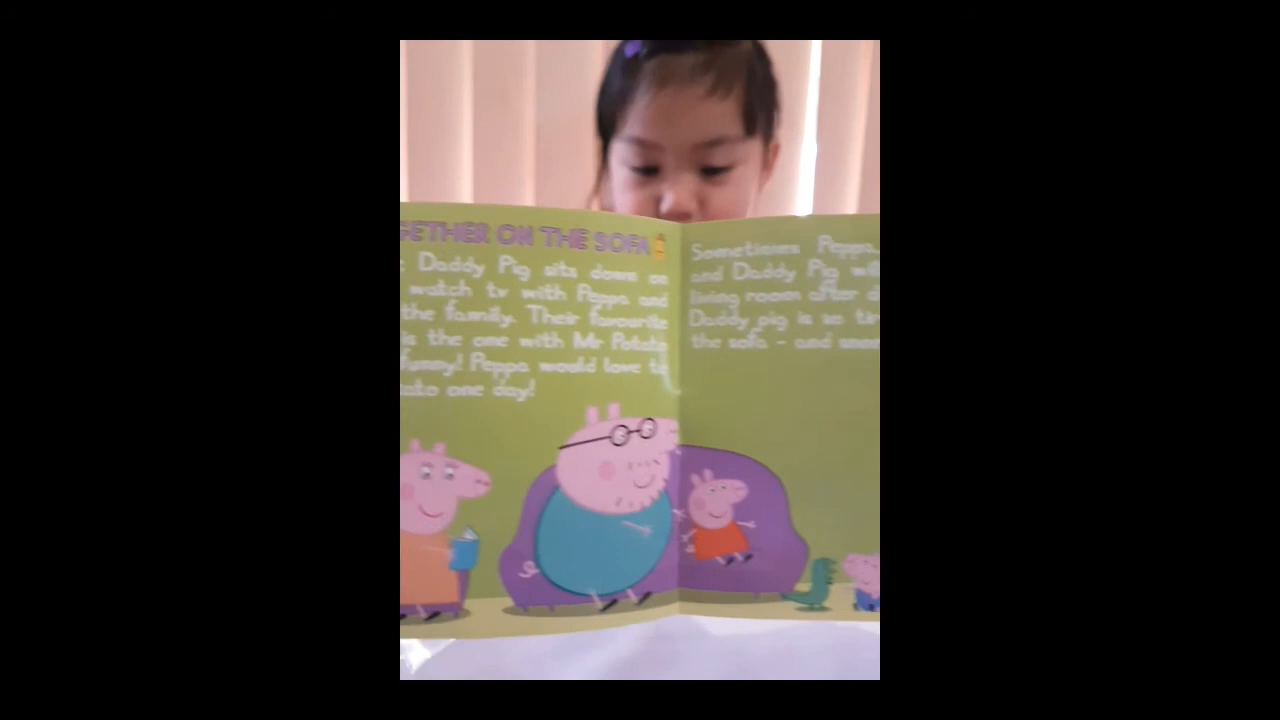 GETHER ON THE SOFA
Daddy Pig sits down on
watch tv with Peppa and
the family. Their favourite
is the one with Mr Potato
funny! Peppa would love to
one day!
Sometimes Peppa
and Daddy Pig
living room after
Daddy pig is so
the sofa - and